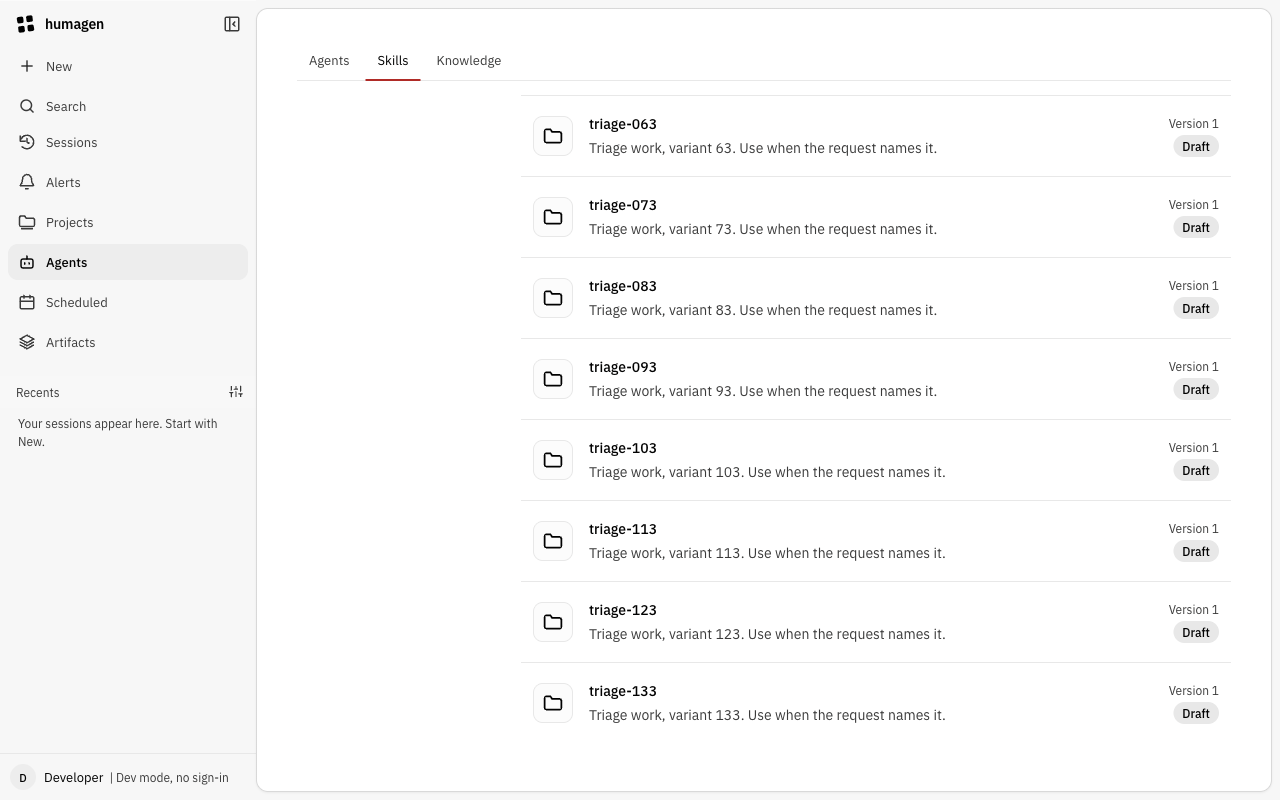 humagen
New
Search
Sessions
Alerts
Projects
Agents
Scheduled
Artifacts
Recents
Your sessions appear here. Start with
New.
D Developer | Dev mode, no sign-in
Agents Skills Knowledge
triage-063 Version 1
Triage work, variant 63. Use when the request names it. Draft
triage-073 Version 1
Triage work, variant 73. Use when the request names it. Draft
triage-083 Version 1
Triage work, variant 83. Use when the request names it. Draft
triage-093 Version 1
Triage work, variant 93. Use when the request names it. Draft
triage-103 Version 1
Triage work, variant 103. Use when the request names it. Draft
triage-113 Version 1
Triage work, variant 113. Use when the request names it. Draft
triage-123 Version 1
Triage work, variant 123. Use when the request names it. Draft
triage-133 Version 1
Triage work, variant 133. Use when the request names it. Draft